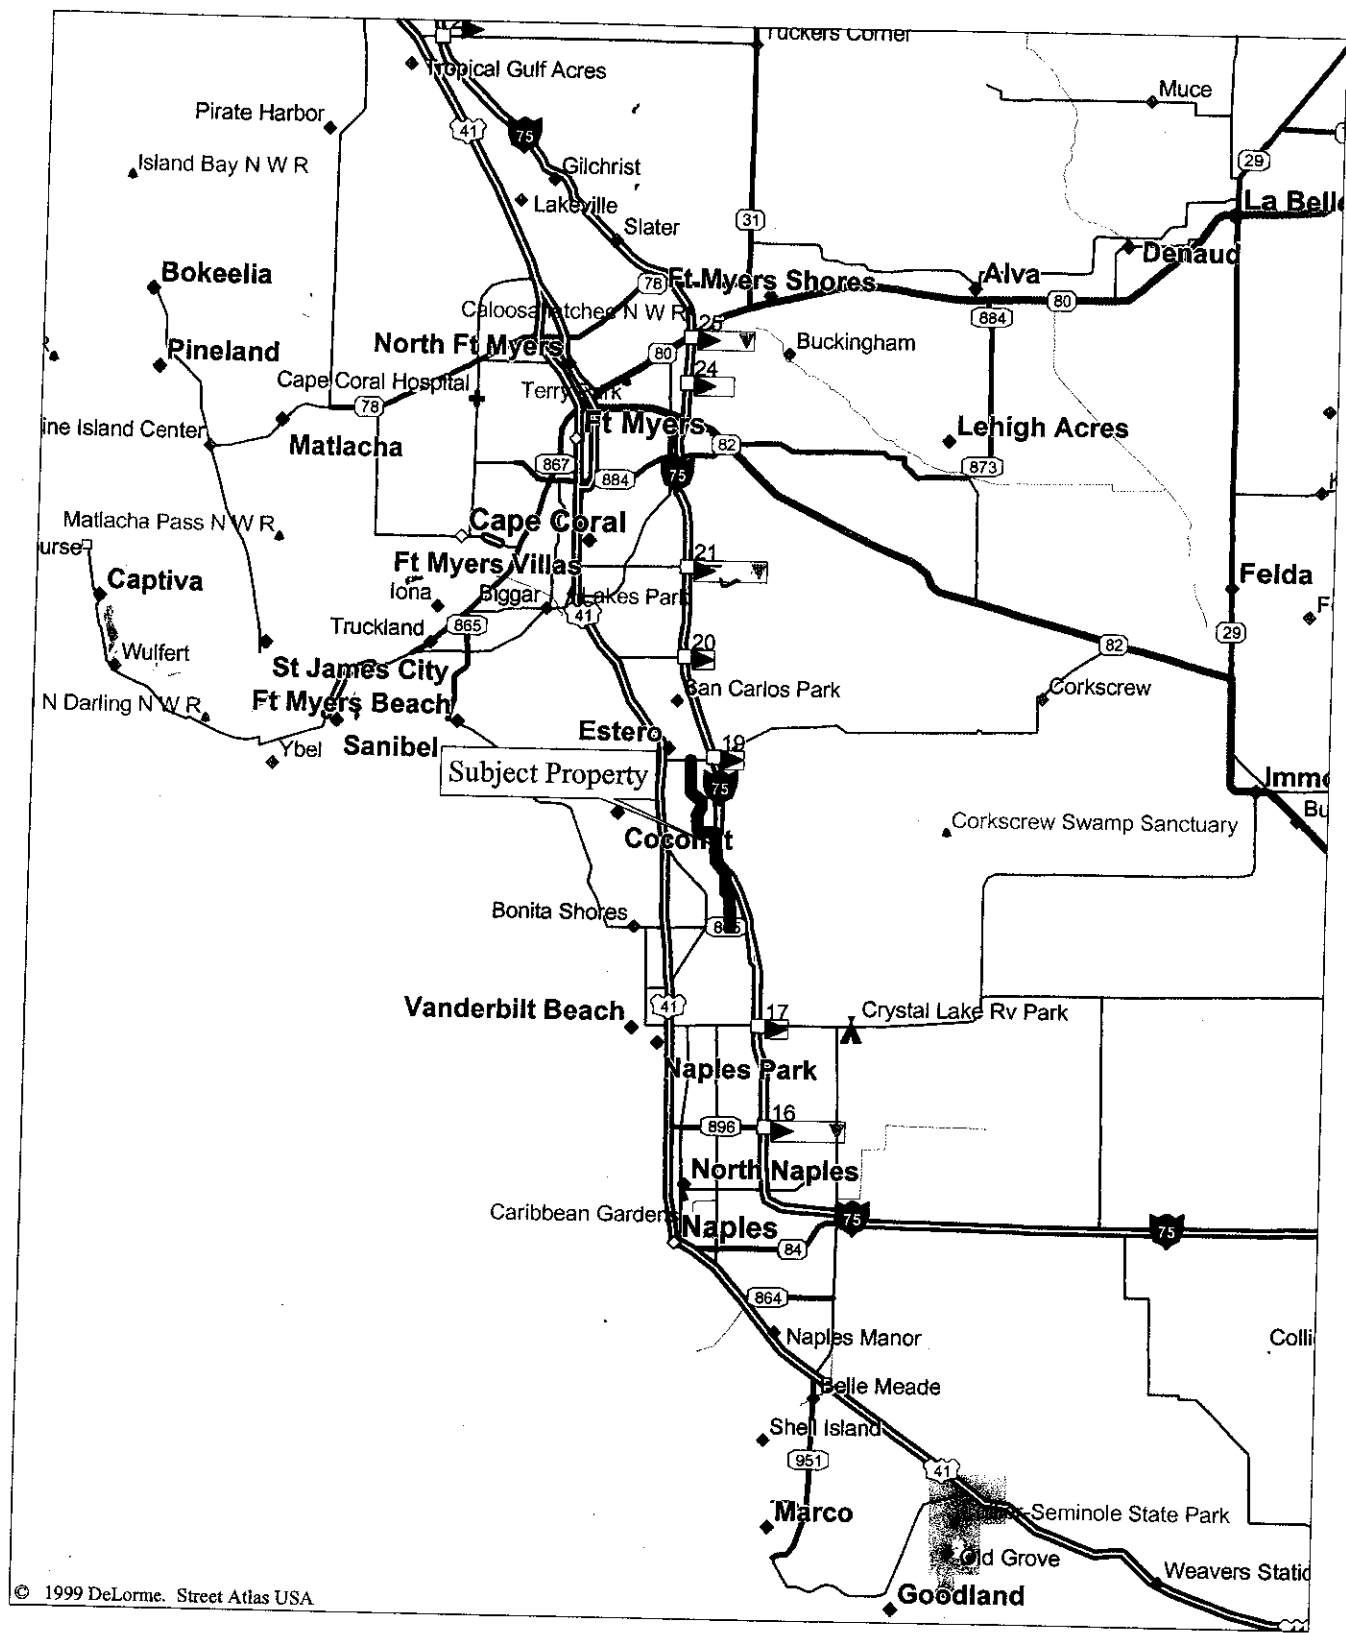 Tuckers Corner
Tropical Gulf Acres
Muce
Pirate Harbor
41
75
Island Bay N W R
Gilchrist
29
Lakeville
La Belle
31
Slater
Denaud
Bokeelia
78
Ft Myers Shores
Alva
80
Caloosahatchee N W R
884
25
North Ft Myers
Buckingham
Pineland
80
24
Cape Coral Hospital
Terry Park
78
Ft Myers
Lehigh Acres
ine Island Center
Matlacha
82
867
884
75
873
K
Matlacha Pass N W R
Cape Coral
urse
Ft Myers Villas
21
Captiva
Felda
Iona
Biggar
Lakes Park
F
41
Truckland
865
29
20
82
Wulfert
St James City
San Carlos Park
Corkscrew
N Darling N W R
Ft Myers Beach
Estero
Ybel
Sanibel
19
Subject Property
75
Immo
Bu
Coconut
Corkscrew Swamp Sanctuary
Bonita Shores
865
Vanderbilt Beach
41
17
Crystal Lake Rv Park
Naples Park
16
896
North Naples
Caribbean Gardens
Naples
75
75
84
864
Naples Manor
Colli
Belle Meade
Shell Island
951
41
Marco
-Seminole State Park
Old Grove
Weavers Static
Goodland
© 1999 DeLorme. Street Atlas USA